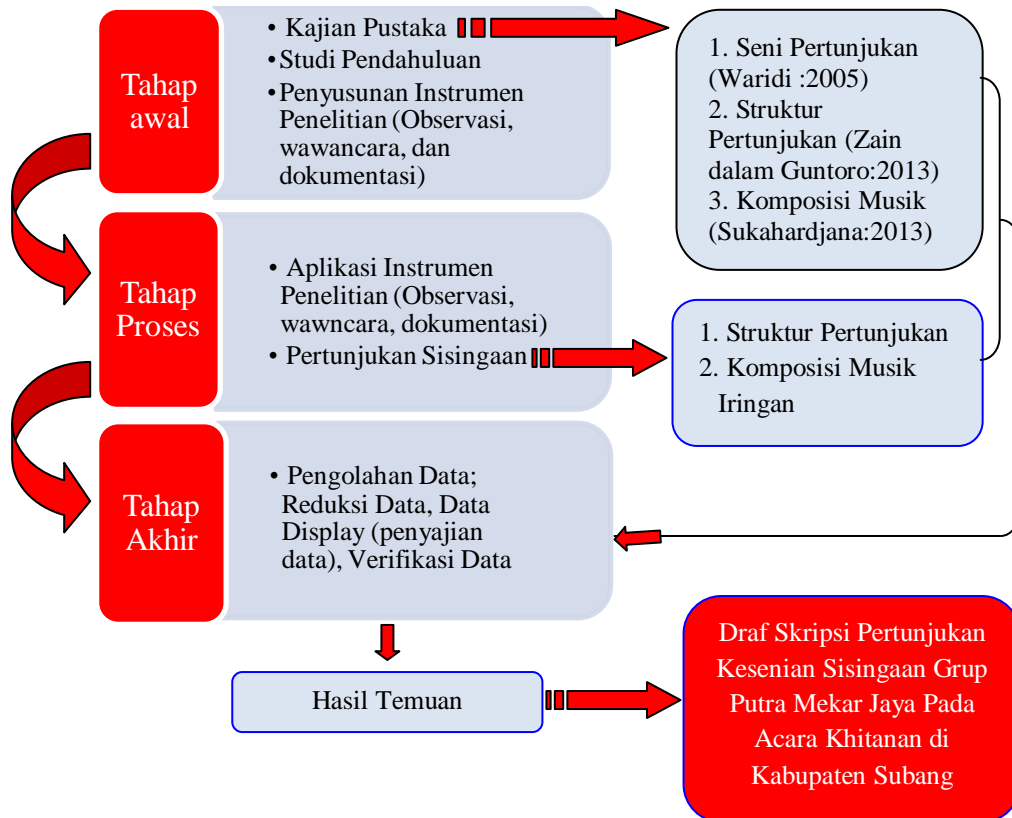 Tahap
awal
• Kajian Pustaka
• Studi Pendahuluan
• Penyusunan Instrumen
Penelitian (Observasi,
wawancara, dan
dokumentasi)
1. Seni Pertunjukan
(Waridi :2005)
2. Struktur
Pertunjukan (Zain
dalam Guntoro:2013)
3. Komposisi Musik
(Sukahardjana:2013)
Tahap
Proses
• Aplikasi Instrumen
Penelitian (Observasi,
wawncara, dokumentasi)
• Pertunjukan Sisingaan
1. Struktur Pertunjukan
2. Komposisi Musik
Iringan
Tahap
Akhir
• Pengolahan Data;
Reduksi Data, Data
Display (penyajian
data), Verifikasi Data
Hasil Temuan
Draf Skripsi Pertunjukan
Kesenian Sisingaan Grup
Putra Mekar Jaya Pada
Acara Khitanan di
Kabupaten Subang